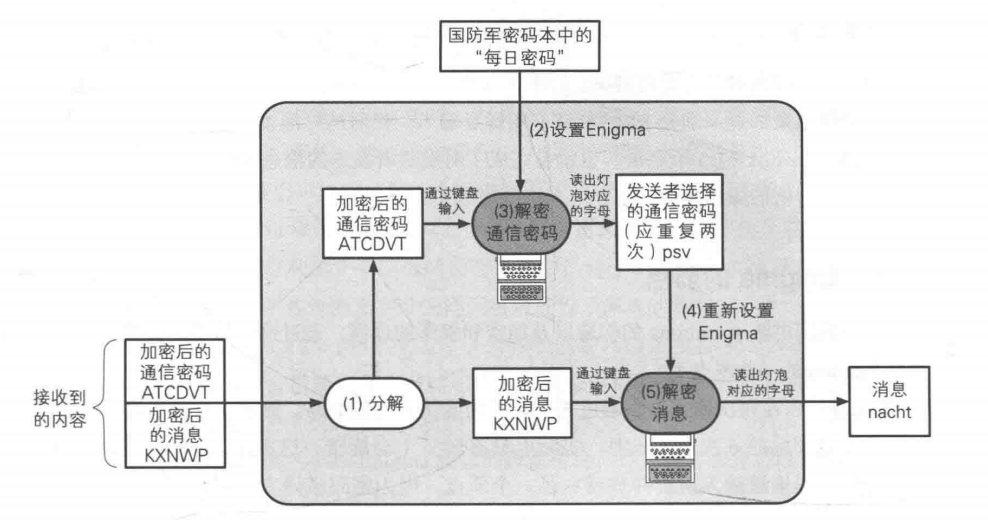 国防军密码本中的
“每日密码”
(2)设置Enigma
加密后的
通信密码
ATCDVT
通过键盘
输入
(3)解密
通信密码
读出灯
泡对应
的字母
发送者选择
的通信密码
(应重复两
次)psv
(4)重新设置
Enigma
接收到
的内容
加密后的
通信密码
ATCDVT
加密后
的消息
KXNWP
(1) 分解
加密后
的消息
KXNWP
通过键盘
输入
(5)解密
消息
读出灯泡
对应的字母
消息
nacht